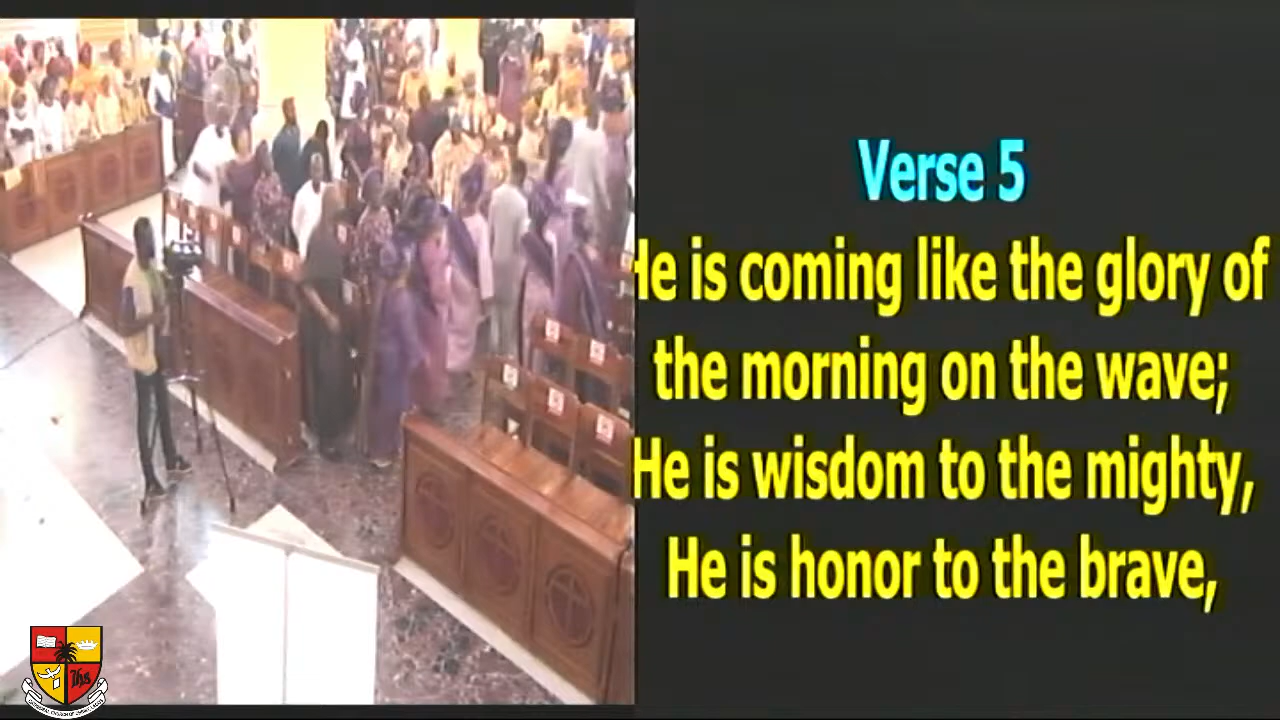 Verse 5
He is coming like the glory of
the morning on the wave;
He is wisdom to the mighty,
He is honor to the brave,